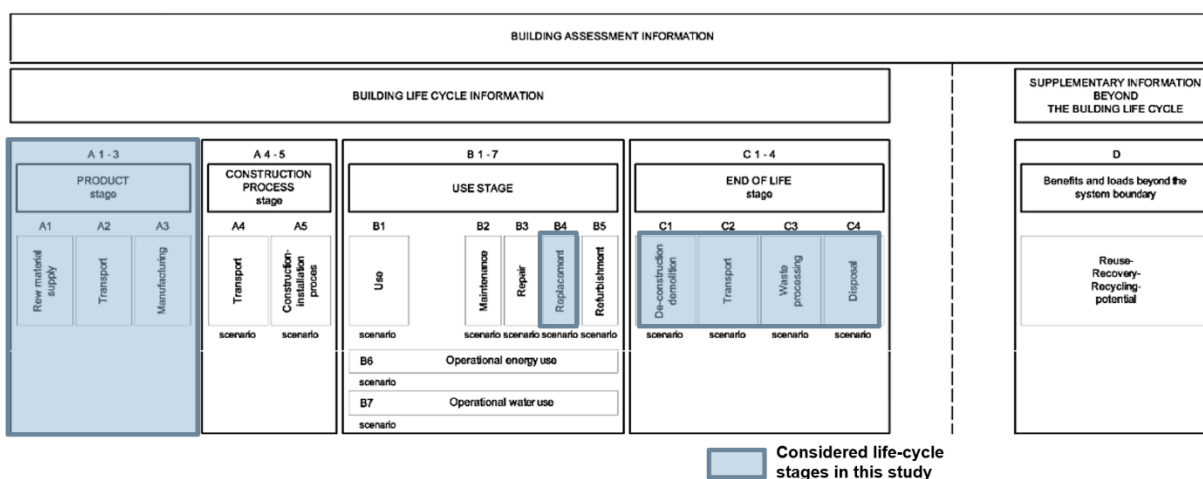 BUILDING ASSESSMENT INFORMATION
BUILDING LIFE CYCLE INFORMATION
SUPPLEMENTARY INFORMATION
BEYOND
THE BULDING LIFE CYCLE
A 1 - 3
PRODUCT
stage
A1
A2
A3
Rew material
supply
Transport
Manufacturing
A 4 - 5
CONSTRUCTION
PROCESS
stage
A4
A5
Transport
Construction-
installation
proces
scenario
scenario
B 1 - 7
USE STAGE
B1
B2
B3
B4
B5
Use
Maintenance
Repair
Replacement
Refurbishment
scenario
scenario
scenario
scenario
scenario
B6
Operational energy use
scenario
B7
Operational water use
scenario
C 1 - 4
END OF LIFE
stage
C1
C2
C3
C4
De-construction
demolition
Transport
Waste
processing
Disposal
scenario
scenario
scenario
scenario
D
Benefits and loads beyond the
system boundary
Reuse-
Recovery-
Recycling-
potential
Considered life-cycle
stages in this study